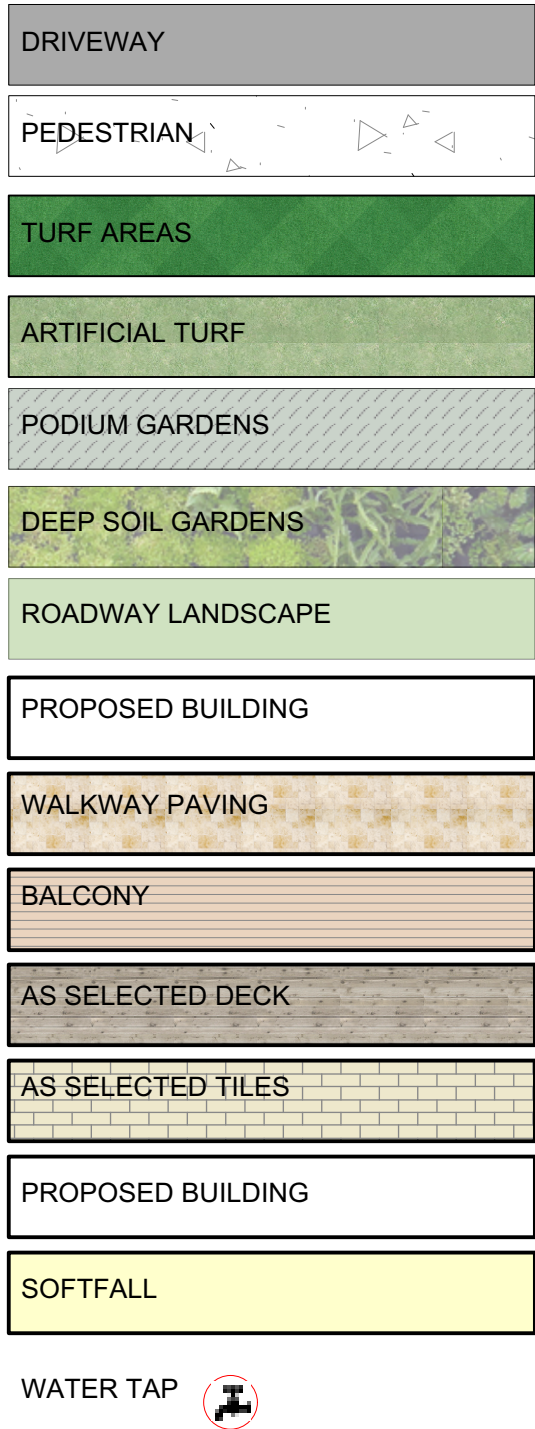 DRIVEWAY
PEDESTRIAN
TURF AREAS
ARTIFICIAL TURF
PODIUM GARDENS
DEEP SOIL GARDENS
ROADWAY LANDSCAPE
PROPOSED BUILDING
WALKWAY PAVING
BALCONY
AS SELECTED DECK
AS SELECTED TILES
PROPOSED BUILDING
SOFTFALL
WATER TAP